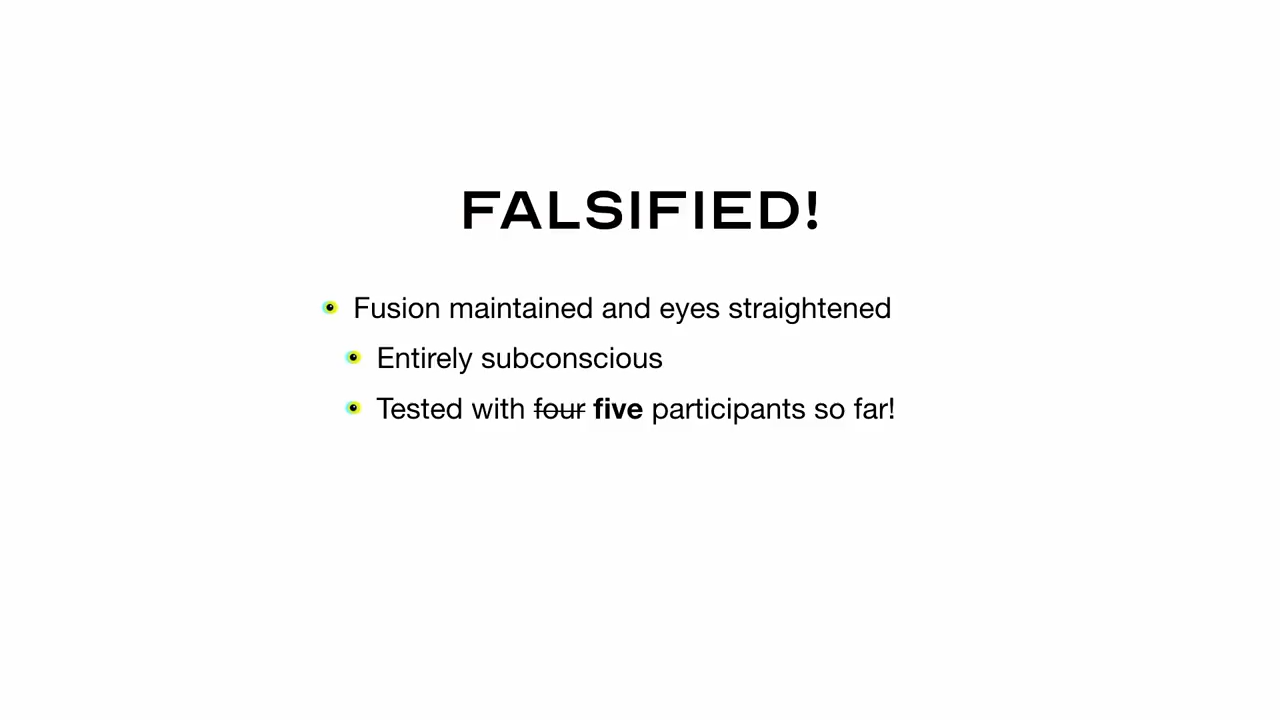 FALSIFIED!
Fusion maintained and eyes straightened
Entirely subconscious
Tested with four five participants so far!